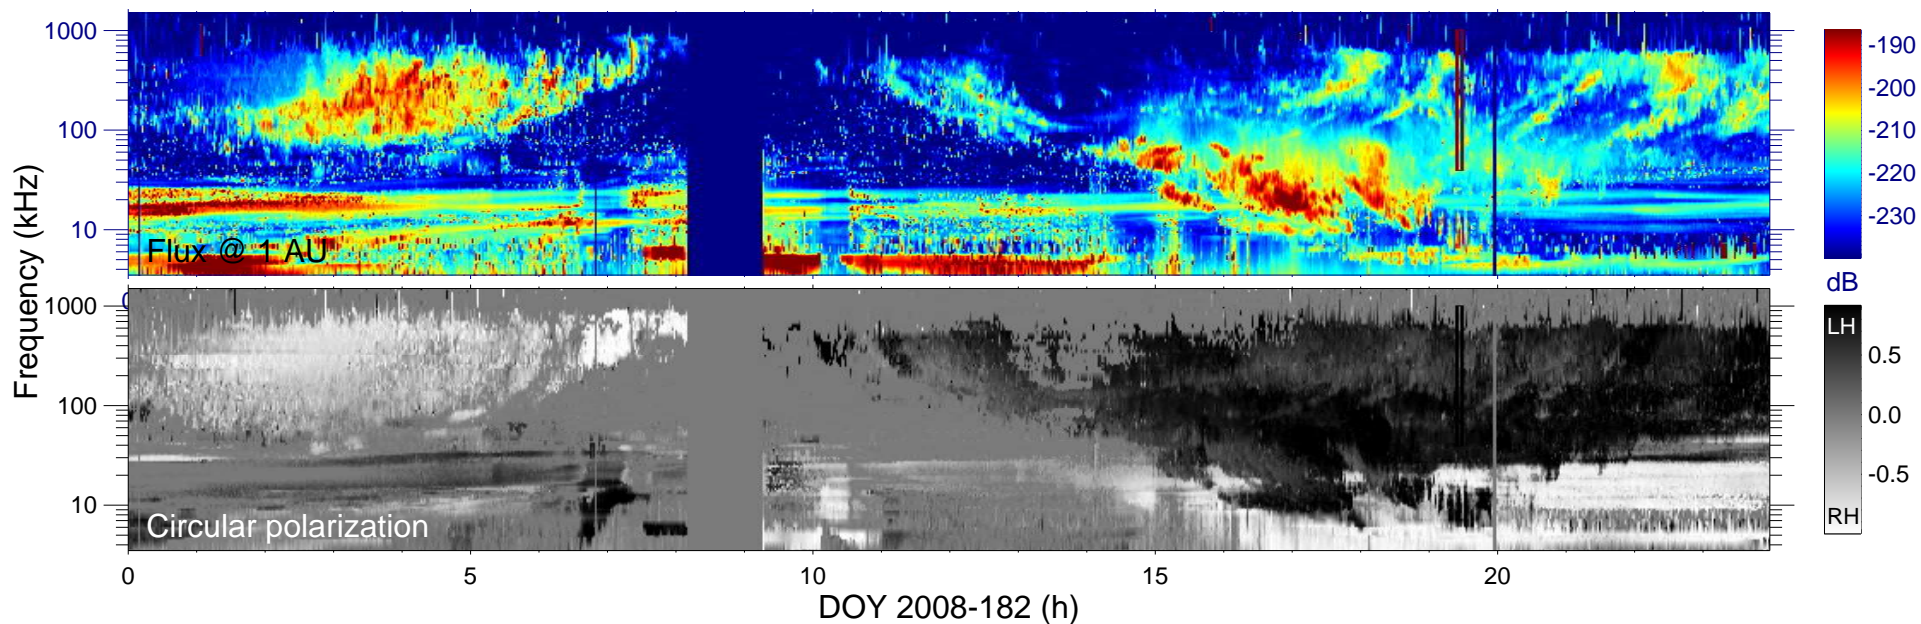 1000
100
10
Flux @ 1 AU
-190
-200
-210
-220
-230
dB
Frequency (kHz)
0
1000
100
10
Circular polarization
LH
0.5
0.0
-0.5
RH
0 5 10 15 20
DOY 2008-182 (h)